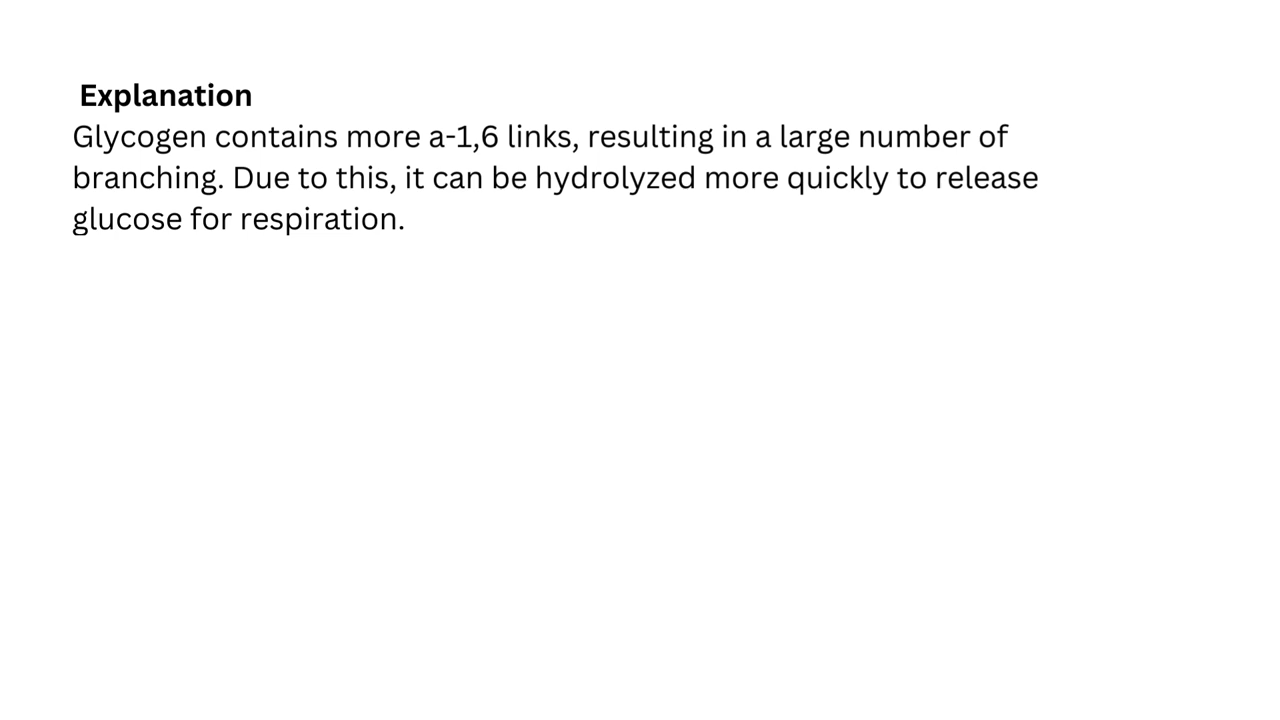 Explanation
Glycogen contains more a-1,6 links, resulting in a large number of
branching. Due to this, it can be hydrolyzed more quickly to release
glucose for respiration.